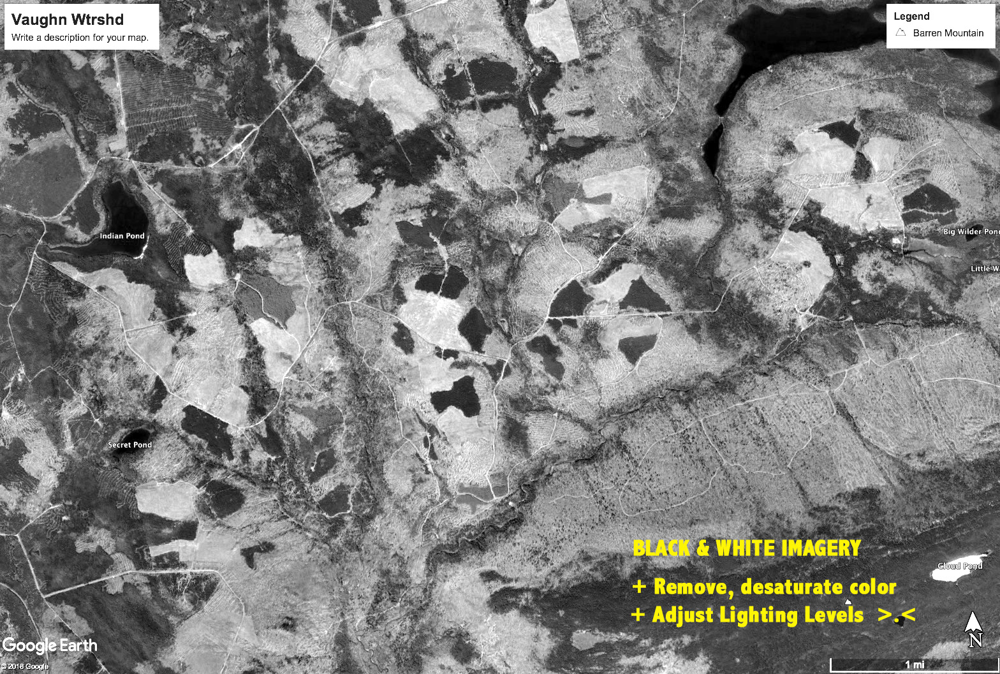 Vaughn Wtrshd
Write a description for your map.
Legend
Barren Mountain
Indian Pond
Big Wilder Pon
Little W
Secret Pond
BLACK & WHITE IMAGERY
Cloud Pond
+ Remove, desaturate color
+ Adjust Lighting Levels >.<
N
Google Earth
© 2018 Google
1 mi